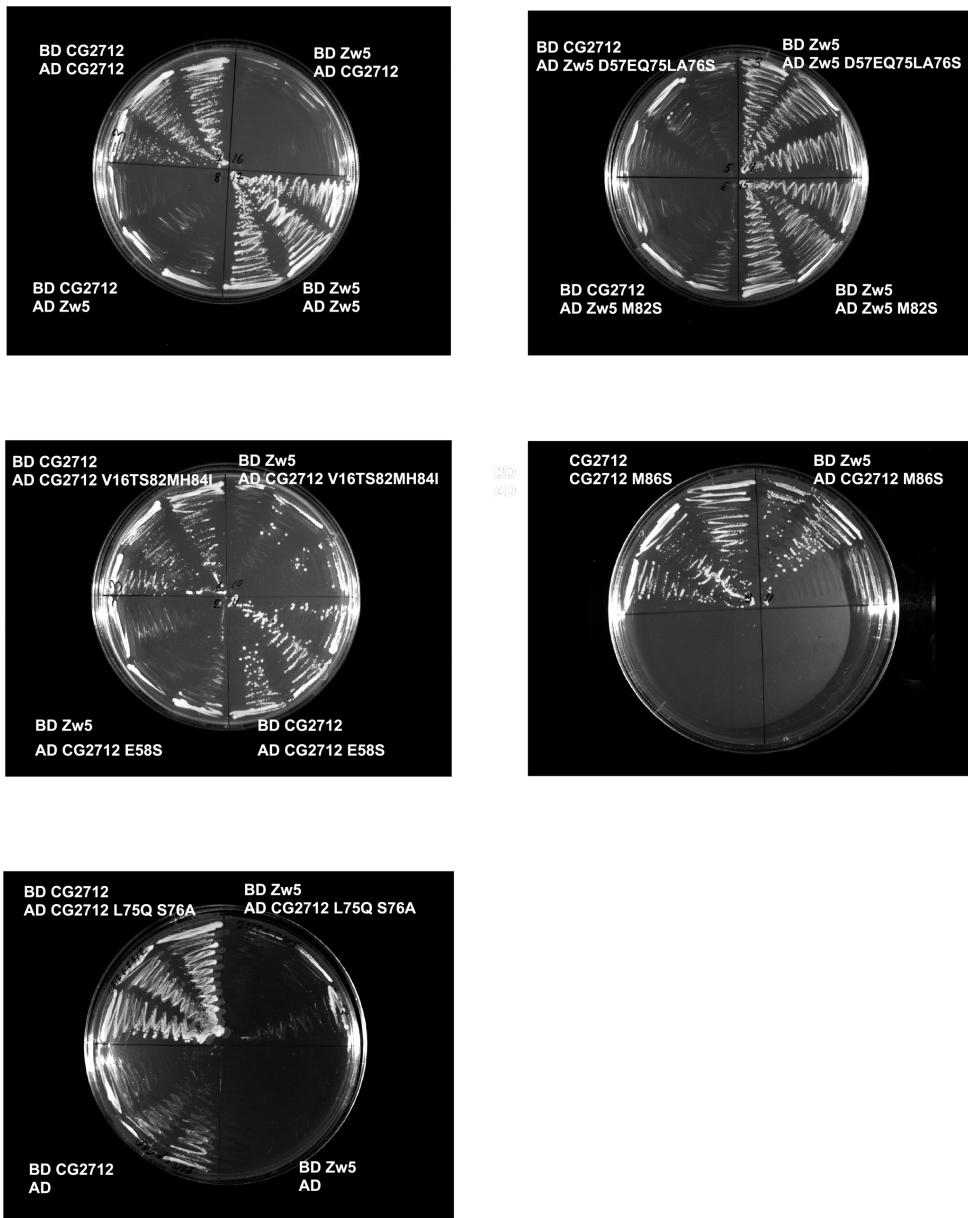 BD CG2712
AD CG2712
BD Zw5
AD CG2712
BD CG2712
AD Zw5
BD Zw5
AD Zw5
BD CG2712
AD Zw5 D57EQ75LA76S
BD Zw5
AD Zw5 D57EQ75LA76S
BD CG2712
AD Zw5 M82S
BD Zw5
AD Zw5 M82S
BD CG2712
AD CG2712 V16TS82MH84I
BD Zw5
AD CG2712 V16TS82MH84I
BD Zw5
AD CG2712 E58S
BD CG2712
AD CG2712 E58S
BD
AD
CG2712
CG2712 M86S
BD Zw5
AD CG2712 M86S
BD CG2712
AD CG2712 L75Q S76A
BD Zw5
AD CG2712 L75Q S76A
BD CG2712
AD
BD Zw5
AD